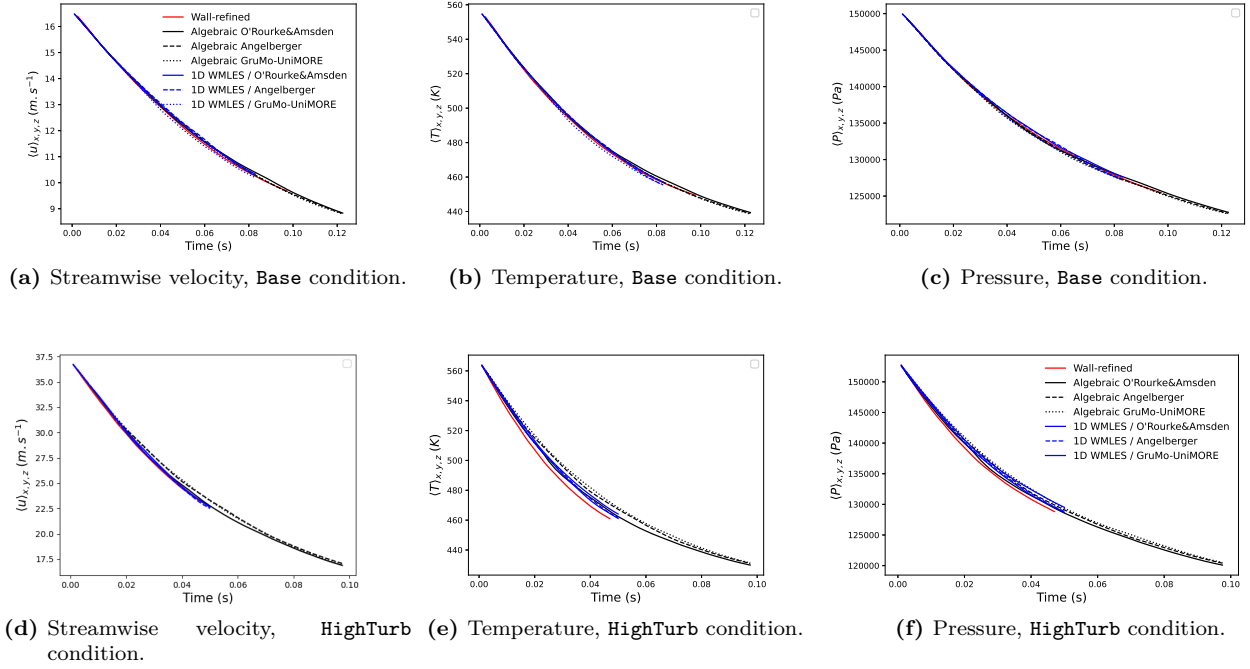 16
15
14
13
12
11
10
9
⟨u⟩x,y,z (m.s⁻¹)
Wall-refined
Algebraic O'Rourke&Amsden
Algebraic Angelberger
Algebraic GruMo-UniMORE
1D WMLES / O'Rourke&Amsden
1D WMLES / Angelberger
1D WMLES / GruMo-UniMORE
0.00 0.02 0.04 0.06 0.08 0.10 0.12
Time (s)
(a) Streamwise velocity, Base condition.
560
540
520
500
480
460
440
⟨T⟩x,y,z (K)
0.00 0.02 0.04 0.06 0.08 0.10 0.12
Time (s)
(b) Temperature, Base condition.
150000
145000
140000
135000
130000
125000
⟨P⟩x,y,z (Pa)
0.00 0.02 0.04 0.06 0.08 0.10 0.12
Time (s)
(c) Pressure, Base condition.
37.5
35.0
32.5
30.0
27.5
25.0
22.5
20.0
17.5
⟨u⟩x,y,z (m.s⁻¹)
0.00 0.02 0.04 0.06 0.08 0.10
Time (s)
(d) Streamwise velocity, HighTurb
condition.
560
540
520
500
480
460
440
⟨T⟩x,y,z (K)
0.00 0.02 0.04 0.06 0.08 0.10
Time (s)
(e) Temperature, HighTurb condition.
150000
145000
140000
135000
130000
125000
120000
⟨P⟩x,y,z (Pa)
Wall-refined
Algebraic O'Rourke&Amsden
Algebraic Angelberger
Algebraic GruMo-UniMORE
1D WMLES / O'Rourke&Amsden
1D WMLES / Angelberger
1D WMLES / GruMo-UniMORE
0.00 0.02 0.04 0.06 0.08 0.10
Time (s)
(f) Pressure, HighTurb condition.